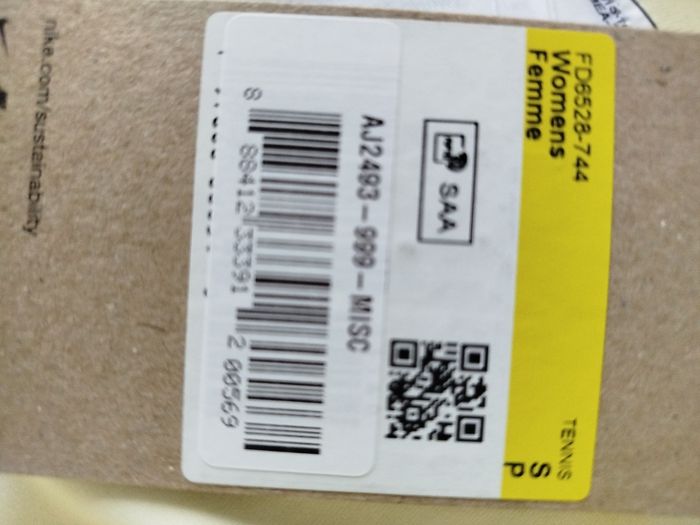 nike.com/sustainability
FD6528-744
Womens
Femme
TENNIS
S
P
SAA
AJ2493-999-MISC
8 88412 33391 2 00569